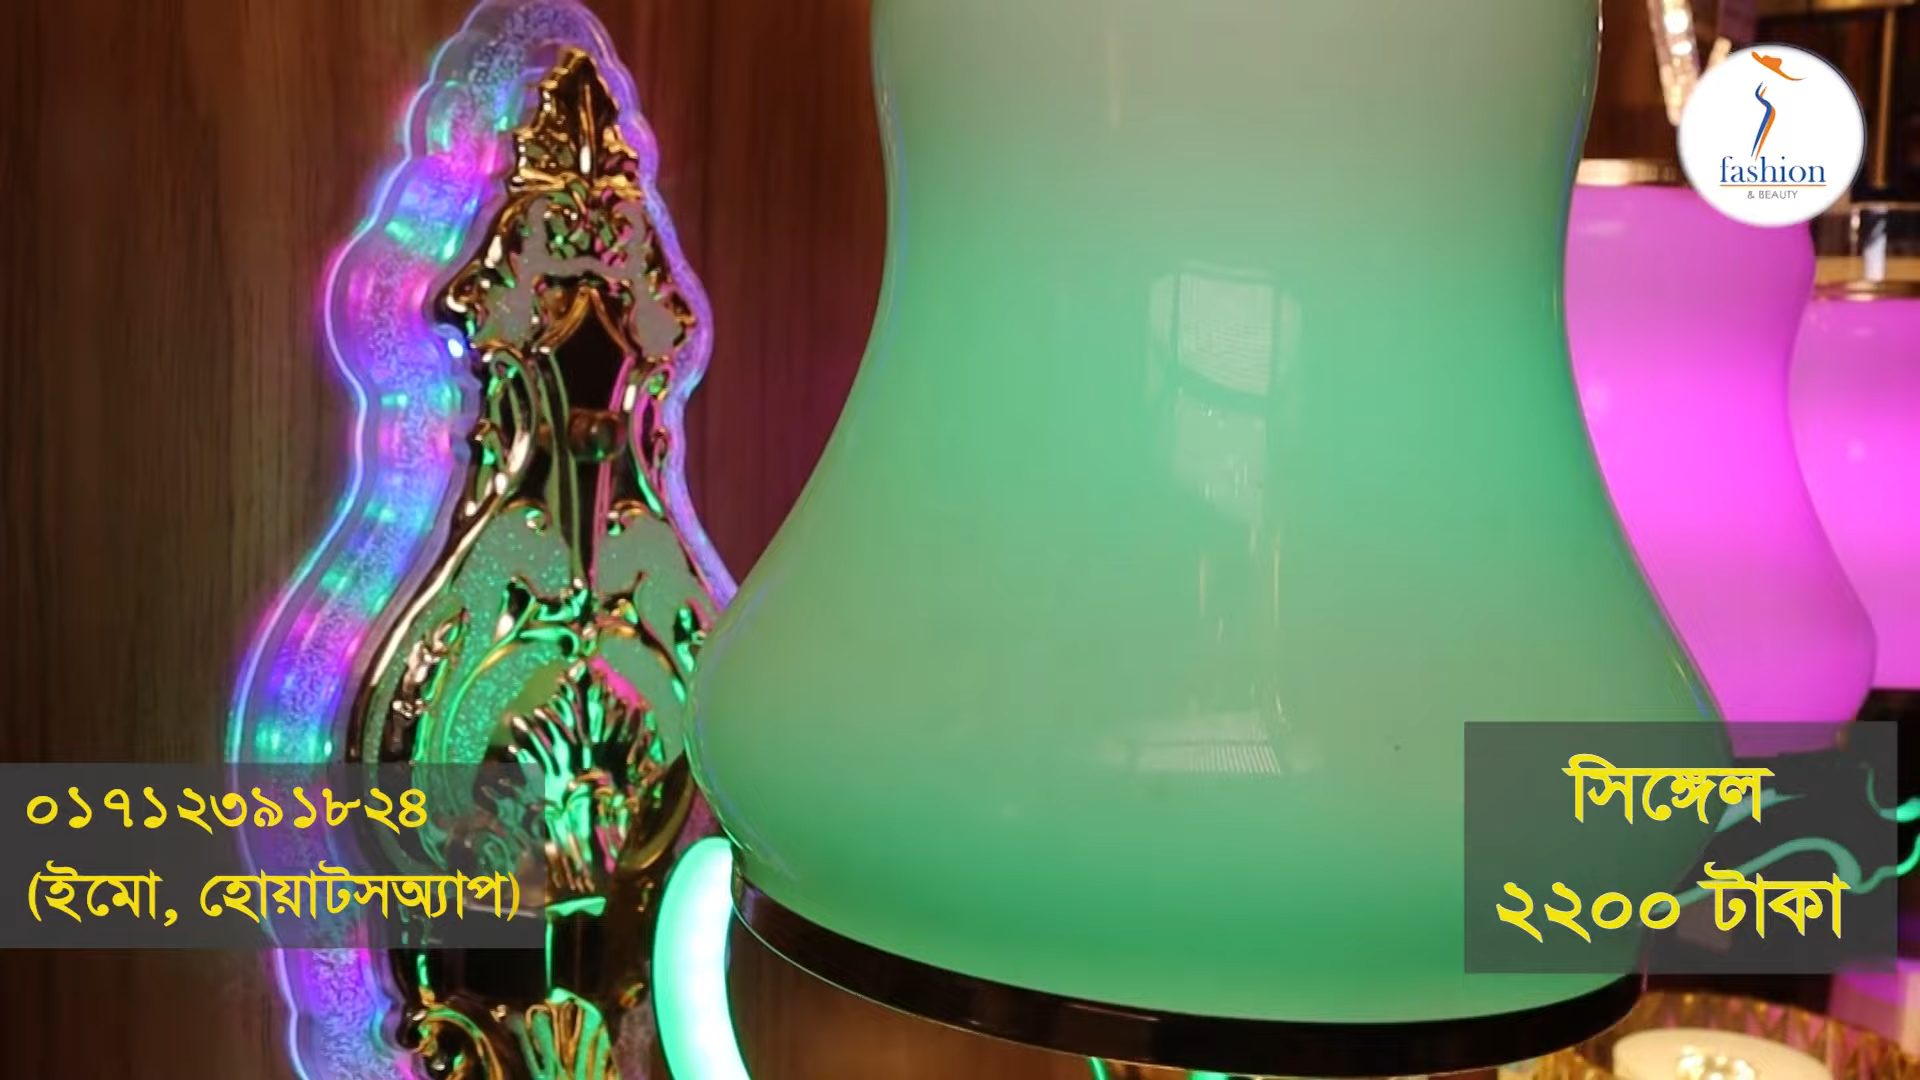 fashion
& BEAUTY
০১৭১২৩৯১৮২৪
(ইমো, হোয়াটসঅ্যাপ)
সিঙ্গেল
২২০০ টাকা